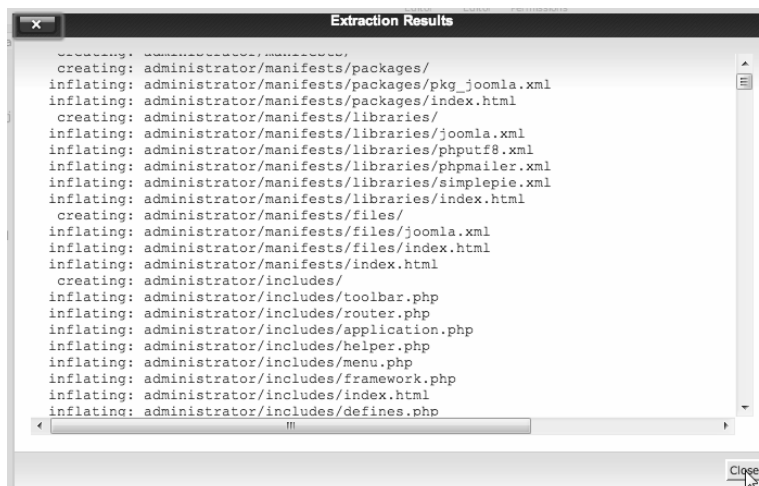 Editor Editor Permissions
Extraction Results
creating: administrator/manifests/
creating: administrator/manifests/packages/
inflating: administrator/manifests/packages/pkg_joomla.xml
inflating: administrator/manifests/packages/index.html
creating: administrator/manifests/libraries/
inflating: administrator/manifests/libraries/joomla.xml
inflating: administrator/manifests/libraries/phputf8.xml
inflating: administrator/manifests/libraries/phpmailer.xml
inflating: administrator/manifests/libraries/simplepie.xml
inflating: administrator/manifests/libraries/index.html
creating: administrator/manifests/files/
inflating: administrator/manifests/files/joomla.xml
inflating: administrator/manifests/files/index.html
inflating: administrator/manifests/index.html
creating: administrator/includes/
inflating: administrator/includes/toolbar.php
inflating: administrator/includes/router.php
inflating: administrator/includes/application.php
inflating: administrator/includes/helper.php
inflating: administrator/includes/menu.php
inflating: administrator/includes/framework.php
inflating: administrator/includes/index.html
inflating: administrator/includes/defines.php
Close